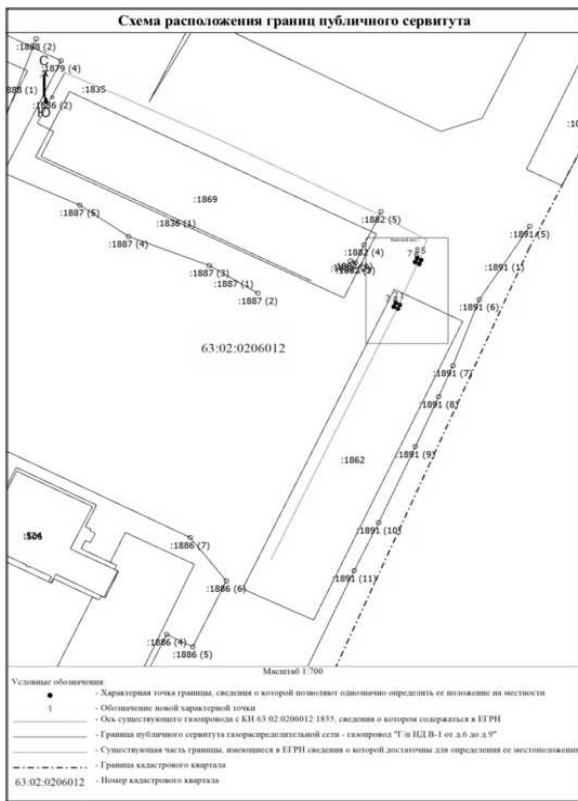 Схема расположения границ публичного сервитута
:1888 (2)
С
:1879 (4)
:1835
:1886 (2)
Ю
:1869
:1887 (5)
:1836 (1)
:1882 (5)
:1887 (4)
:1882 (4)
:1891 (5)
:1887 (3)
:1891 (1)
:1887 (1)
:1887 (2)
:1891 (6)
63:02:0206012
:1891 (7)
:1891 (8)
:1891 (9)
:1862
:1891 (10)
:1886 (7)
:1891 (11)
:1886 (6)
:1886 (4)
:1886 (5)
Масштаб 1:700
Условные обозначения:
- Характерная точка границы, сведения о которой позволяют однозначно определить ее положение на местности
1 - Обозначение новой характерной точки
- Ось существующего газопровода с КН 63:02:0206012:1835, сведения о котором содержаться в ЕГРН
- Граница публичного сервитута газораспределительной сети - газопровод "Г/п НД В-1 от д.6 до д.9"
- Существующая часть границы, имеющиеся в ЕГРН сведения о которой достаточны для определения ее местоположения
- Граница кадастрового квартала
63:02:0206012 - Номер кадастрового квартала